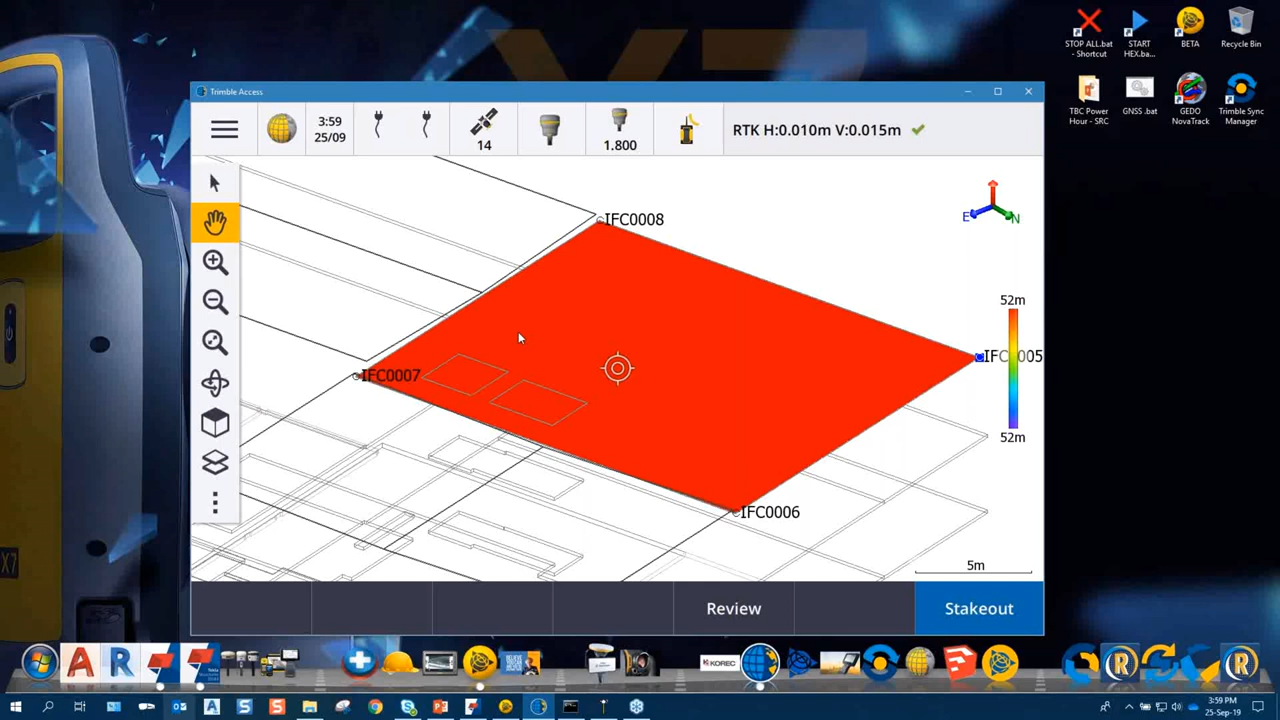 STOP ALL.bat
- Shortcut
START
HEX.ba...
BETA
Recycle Bin
TBC Power
Hour - SRC
GNSS .bat
GEDO
NovaTrack
Trimble Sync
Manager
Trimble Access
3:59
25/09
14
1.800
RTK H:0.010m V:0.015m
IFC0008
E
N
52m
IFC0007
52m
IFC0006
5m
Review
Stakeout
X7
KOREC
3:59 PM
25-Sep-19